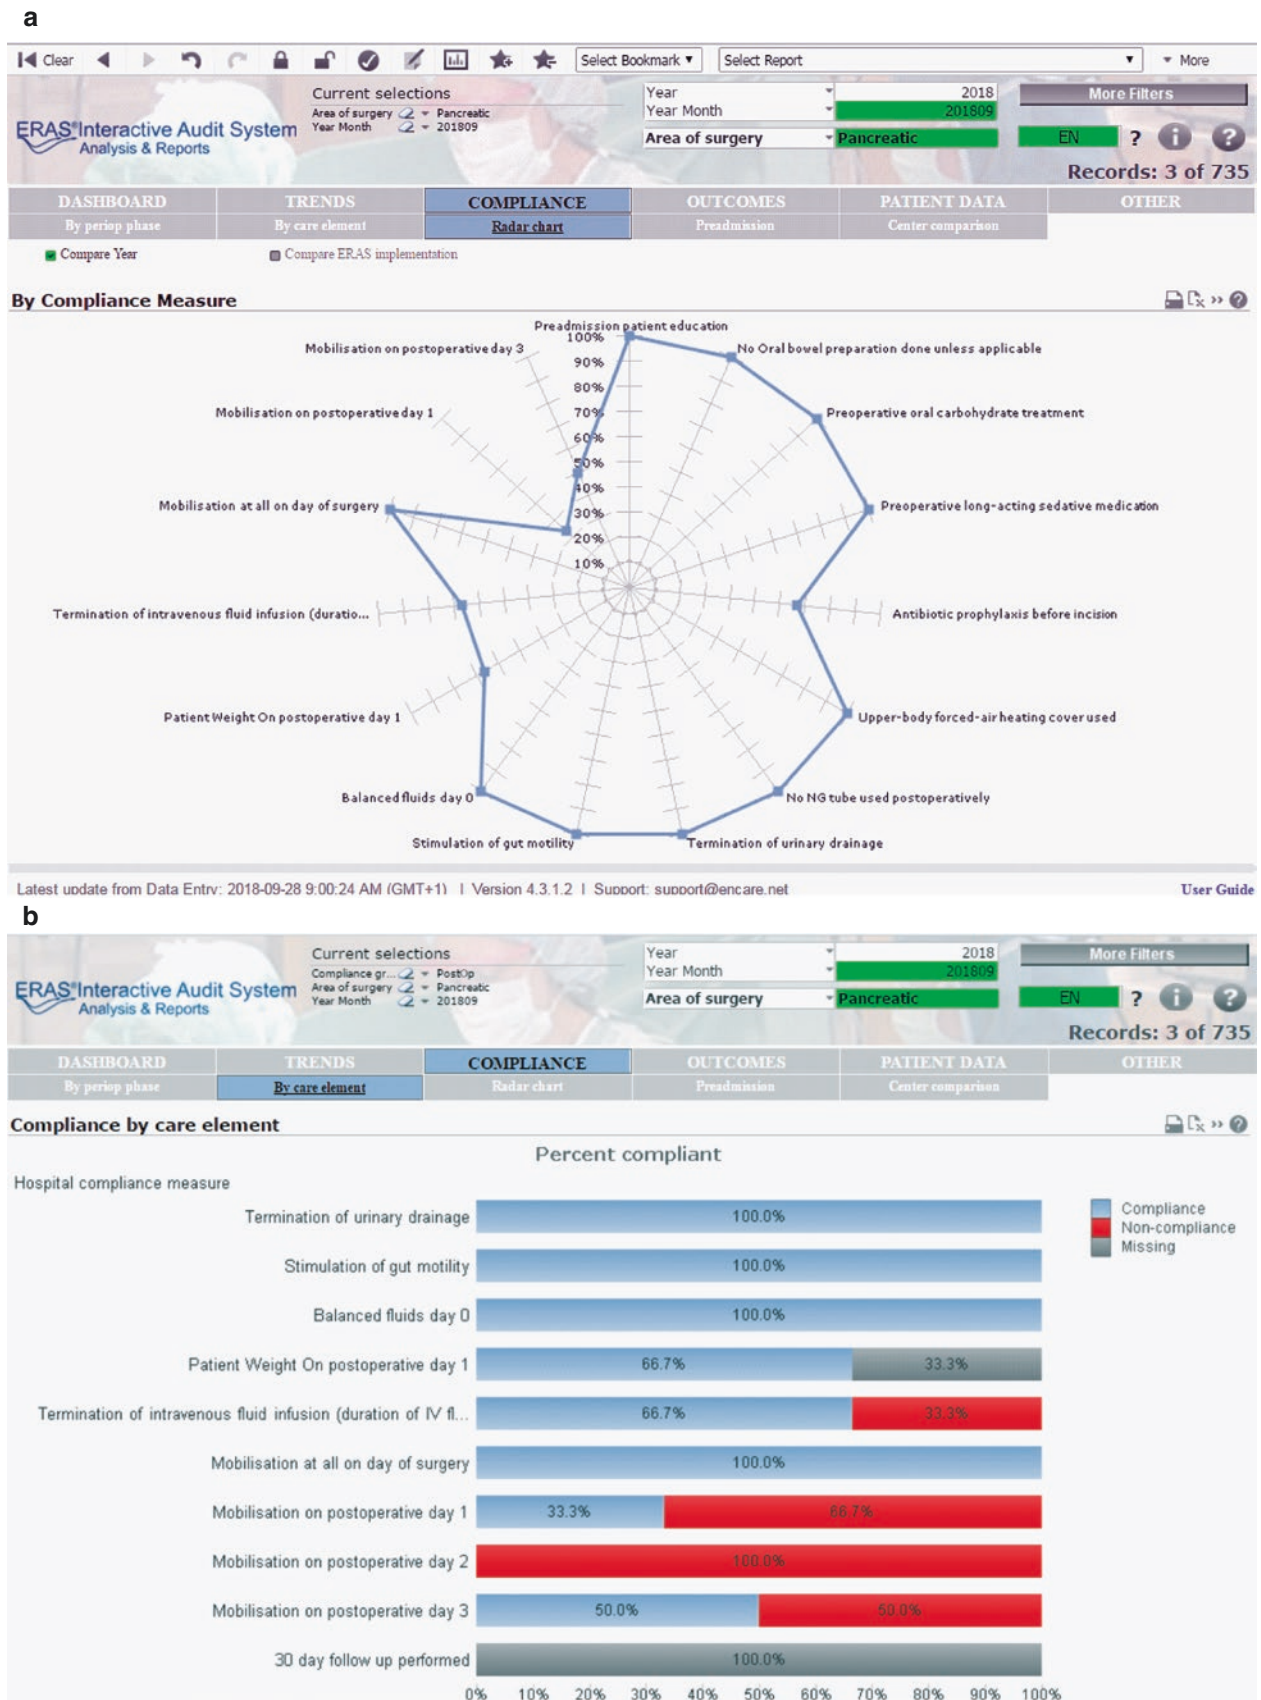 a
Clear
Select Bookmark ▼
Select Report ▼
More
Current selections
Area of surgery Pancreatic
Year Month 201809
Year 2018
Year Month 201809
Area of surgery Pancreatic
More Filters
EN ? i ?
ERAS® Interactive Audit System
Analysis & Reports
Records: 3 of 735
DASHBOARD TRENDS COMPLIANCE OUTCOMES PATIENT DATA OTHER
By periop phase By care element Radar chart Preadmission Center comparison
Compare Year Compare ERAS implementation
By Compliance Measure
Preadmission patient education
100%
Mobilisation on postoperative day 3
No Oral bowel preparation done unless applicable
90%
80%
70%
Mobilisation on postoperative day 1
Preoperative oral carbohydrate treatment
60%
50%
40%
Mobilisation at all on day of surgery
Preoperative long-acting sedative medication
30%
20%
10%
Termination of intravenous fluid infusion (duratio...
Antibiotic prophylaxis before incision
Patient Weight On postoperative day 1
Upper-body forced-air heating cover used
Balanced fluids day 0
No NG tube used postoperatively
Stimulation of gut motility
Termination of urinary drainage
Latest update from Data Entry: 2018-09-28 9:00:24 AM (GMT+1) | Version 4.3.1.2 | Support: support@encare.net
User Guide
b
Current selections
Compliance gr... PostOp
Area of surgery Pancreatic
Year Month 201809
Year 2018
Year Month 201809
Area of surgery Pancreatic
More Filters
EN ? i ?
ERAS® Interactive Audit System
Analysis & Reports
Records: 3 of 735
DASHBOARD TRENDS COMPLIANCE OUTCOMES PATIENT DATA OTHER
By periop phase By care element Radar chart Preadmission Center comparison
Compliance by care element
Percent compliant
Hospital compliance measure
Termination of urinary drainage 100.0%
Stimulation of gut motility 100.0%
Balanced fluids day 0 100.0%
Patient Weight On postoperative day 1 66.7% 33.3%
Termination of intravenous fluid infusion (duration of IV fl... 66.7% 33.3%
Mobilisation at all on day of surgery 100.0%
Mobilisation on postoperative day 1 33.3% 66.7%
Mobilisation on postoperative day 2 100.0%
Mobilisation on postoperative day 3 50.0% 50.0%
30 day follow up performed 100.0%
0% 10% 20% 30% 40% 50% 60% 70% 80% 90% 100%
Compliance
Non-compliance
Missing